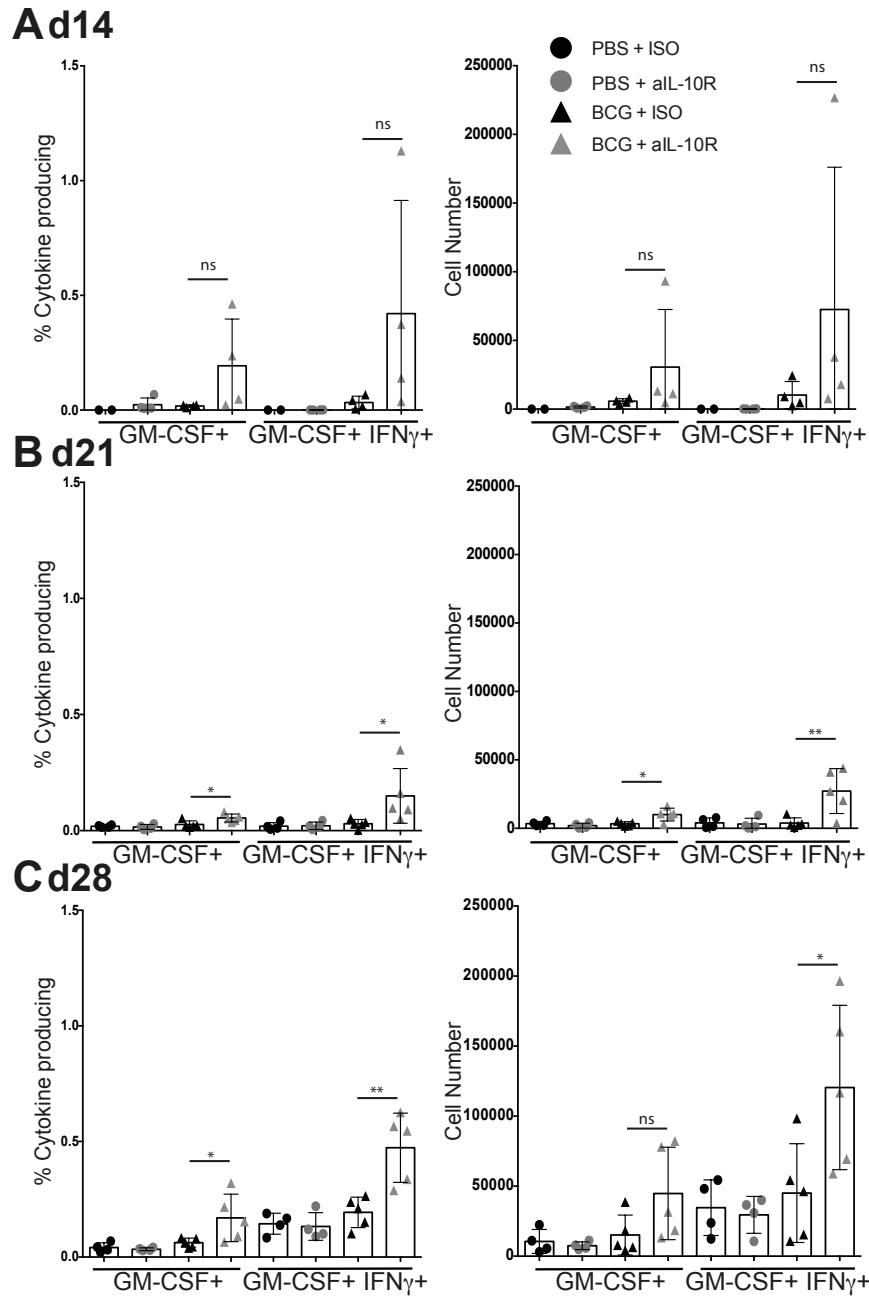 A d14
PBS + ISO
PBS + aIL-10R
BCG + ISO
BCG + aIL-10R
% Cytokine producing
1.5
1.0
0.5
0.0
ns
ns
GM-CSF+
GM-CSF+ IFNγ+
Cell Number
250000
200000
150000
100000
50000
0
ns
ns
GM-CSF+
GM-CSF+ IFNγ+
B d21
% Cytokine producing
1.5
1.0
0.5
0.0
*
*
GM-CSF+
GM-CSF+ IFNγ+
Cell Number
250000
200000
150000
100000
50000
0
*
**
GM-CSF+
GM-CSF+ IFNγ+
C d28
% Cytokine producing
1.5
1.0
0.5
0.0
*
**
GM-CSF+
GM-CSF+ IFNγ+
Cell Number
250000
200000
150000
100000
50000
0
ns
*
GM-CSF+
GM-CSF+ IFNγ+